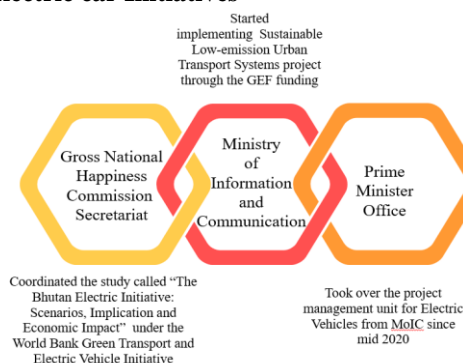 Started
implementing Sustainable
Low-emission Urban
Transport Systems project
through the GEF funding
Gross National
Happiness
Commission
Secretariat
Ministry
of
Information
and
Communication
Prime
Minister
Office
Coordinated the study called "The
Bhutan Electric Initiative:
Scenarios, Implication and
Economic Impact" under the
World Bank Green Transport and
Electric Vehicle Initiative
Took over the project
management unit for Electric
Vehicles from MoIC since
mid 2020